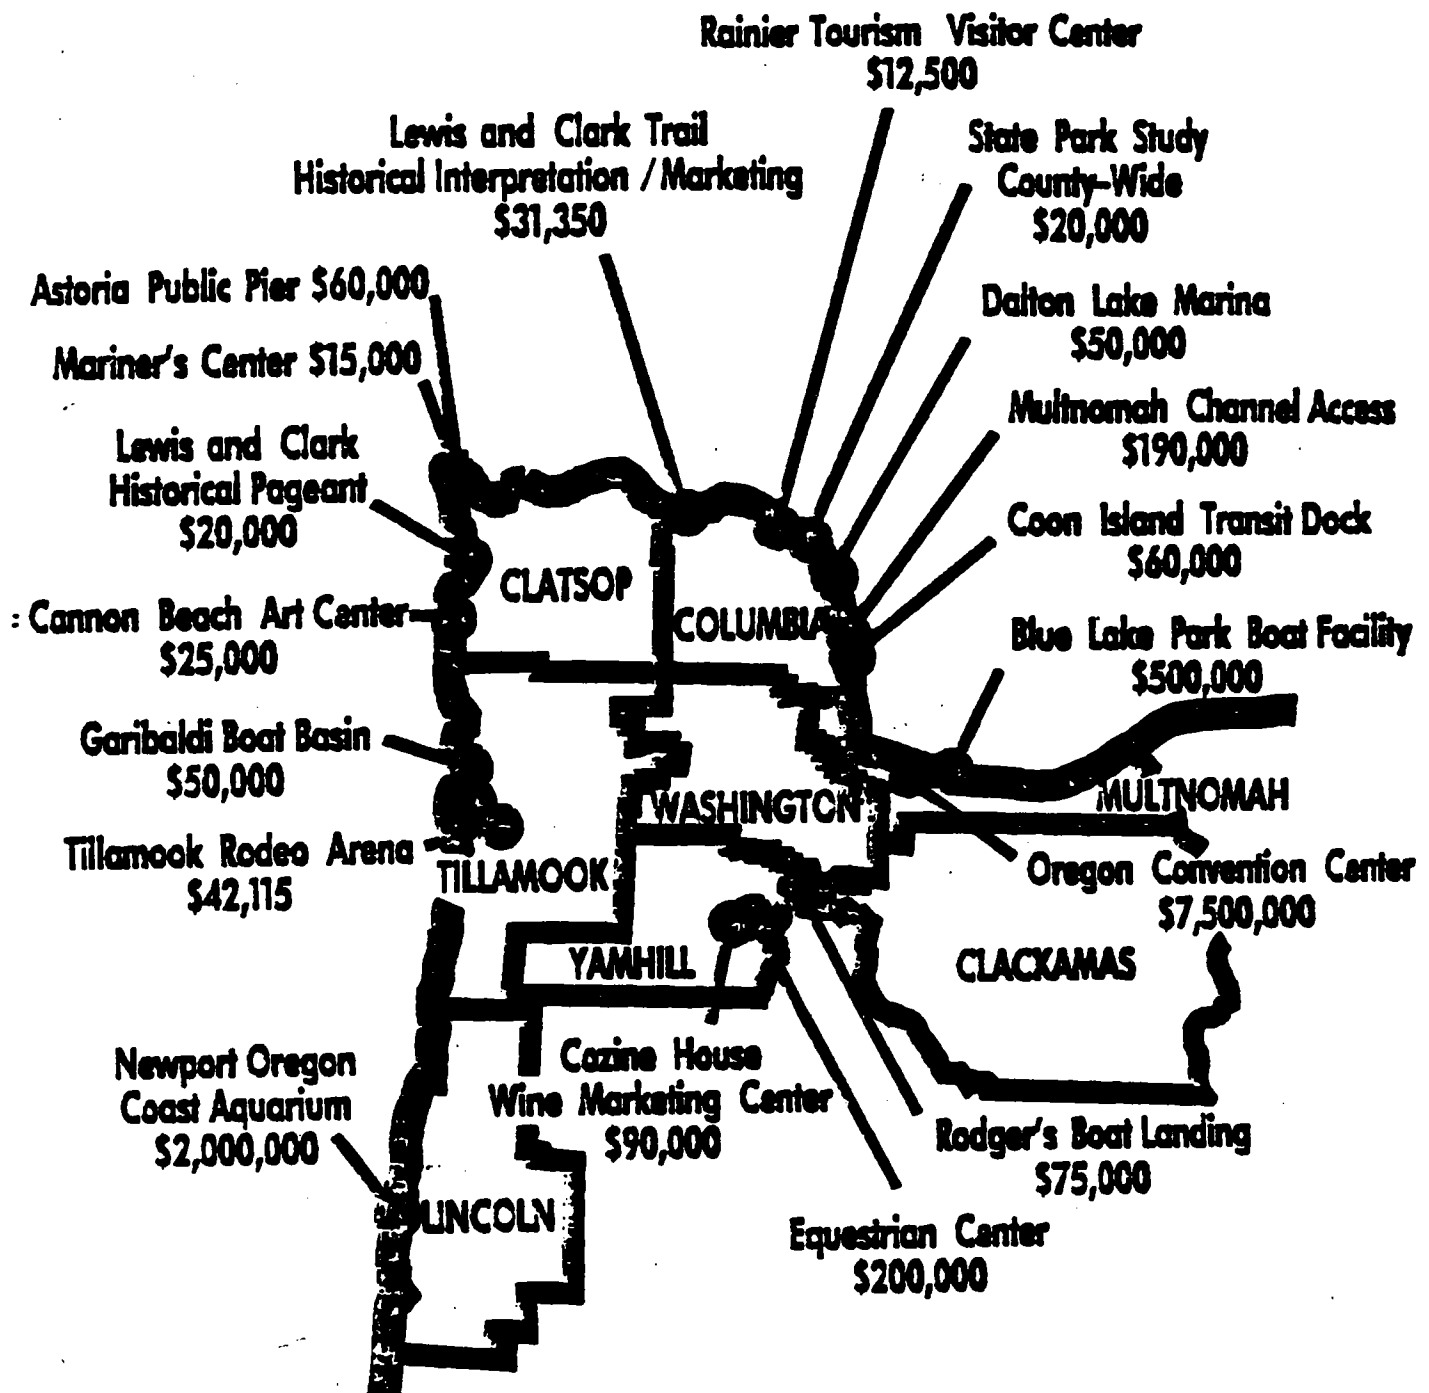 Rainier Tourism Visitor Center
$12,500
Lewis and Clark Trail
Historical Interpretation / Marketing
$31,350
State Park Study
County-Wide
$20,000
Astoria Public Pier $60,000
Dalton Lake Marina
$50,000
Mariner's Center $15,000
Multnomah Channel Access
$190,000
Lewis and Clark
Historical Pageant
$20,000
Coon Island Transit Dock
$60,000
CLATSOP
COLUMBIA
Cannon Beach Art Center
$25,000
Blue Lake Park Boat Facility
$500,000
Garibaldi Boat Basin
$50,000
WASHINGTON
MULTNOMAH
Tillamook Rodeo Arena
$42,115
TILLAMOOK
Oregon Convention Center
$7,500,000
YAMHILL
CLACKAMAS
Newport Oregon
Coast Aquarium
$2,000,000
Cozine House
Wine Marketing Center
$90,000
Rodger's Boat Landing
$75,000
LINCOLN
Equestrian Center
$200,000